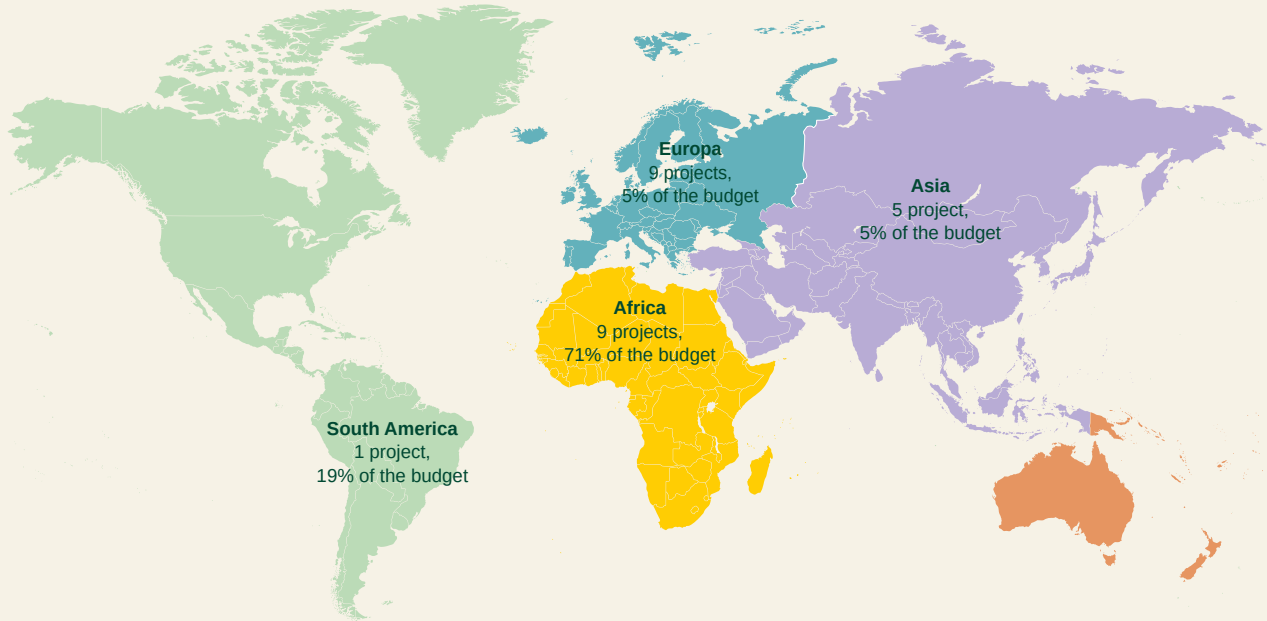 Europa
9 projects,
5% of the budget
Asia
5 project,
5% of the budget
Africa
9 projects,
71% of the budget
South America
1 project,
19% of the budget